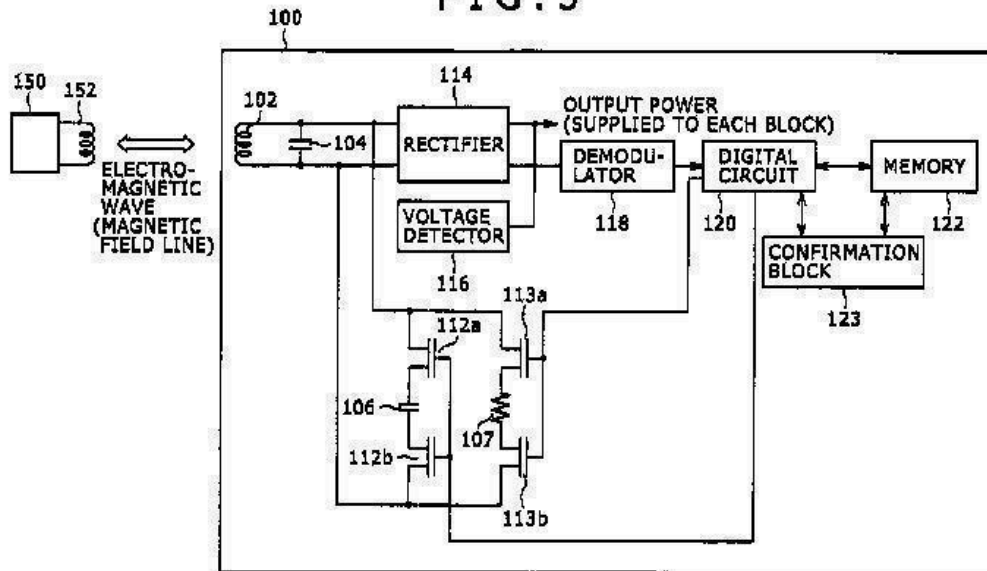 FIG. 5
100
150
152
ELECTRO-
MAGNETIC
WAVE
(MAGNETIC
FIELD LINE)
102
104
114
RECTIFIER
OUTPUT POWER
(SUPPLIED TO EACH BLOCK)
DEMODU-
LATOR
118
DIGITAL
CIRCUIT
120
MEMORY
122
VOLTAGE
DETECTOR
116
CONFIRMATION
BLOCK
123
112a
113a
106
107
112b
113b